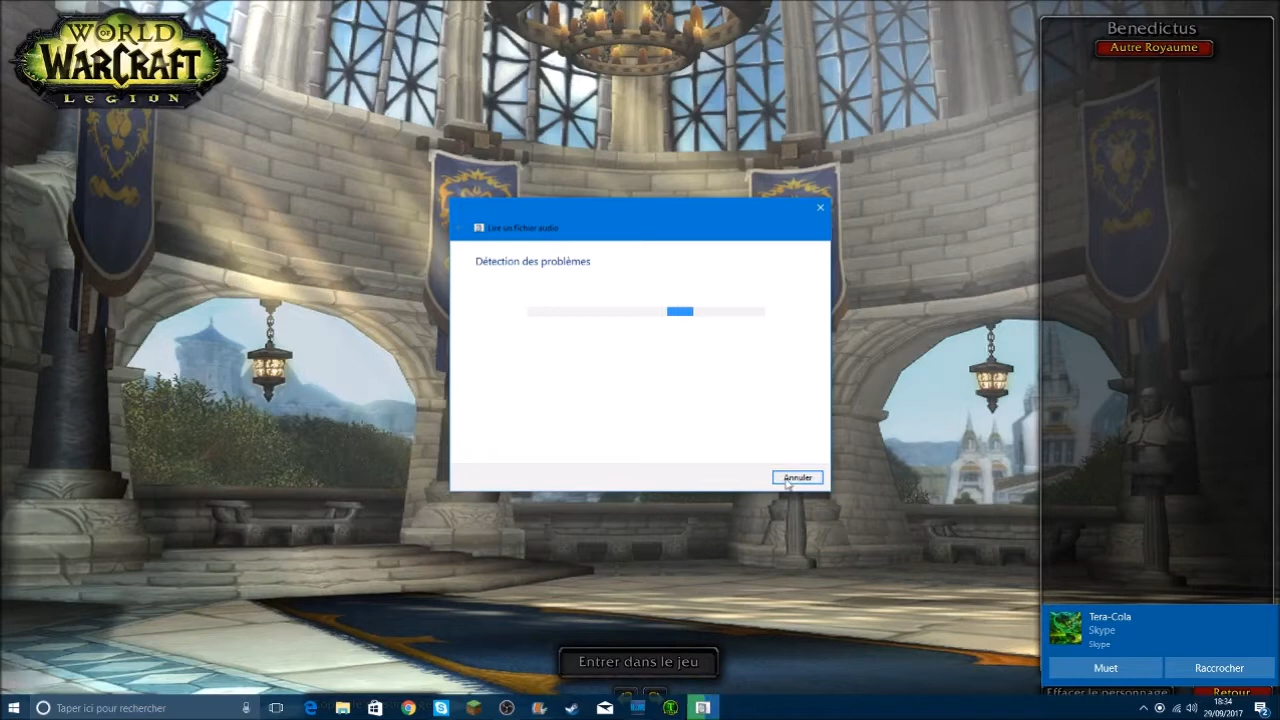 WORLD
OF
WARCRAFT
LEGION
Benedictus
Autre Royaume
Lire un fichier audio
Détection des problèmes
Annuler
Entrer dans le jeu
Tera-Cola
Skype
Skype
Muet
Raccrocher
Effacer le personnage
Retour
Taper ici pour rechercher
18:34
29/09/2017